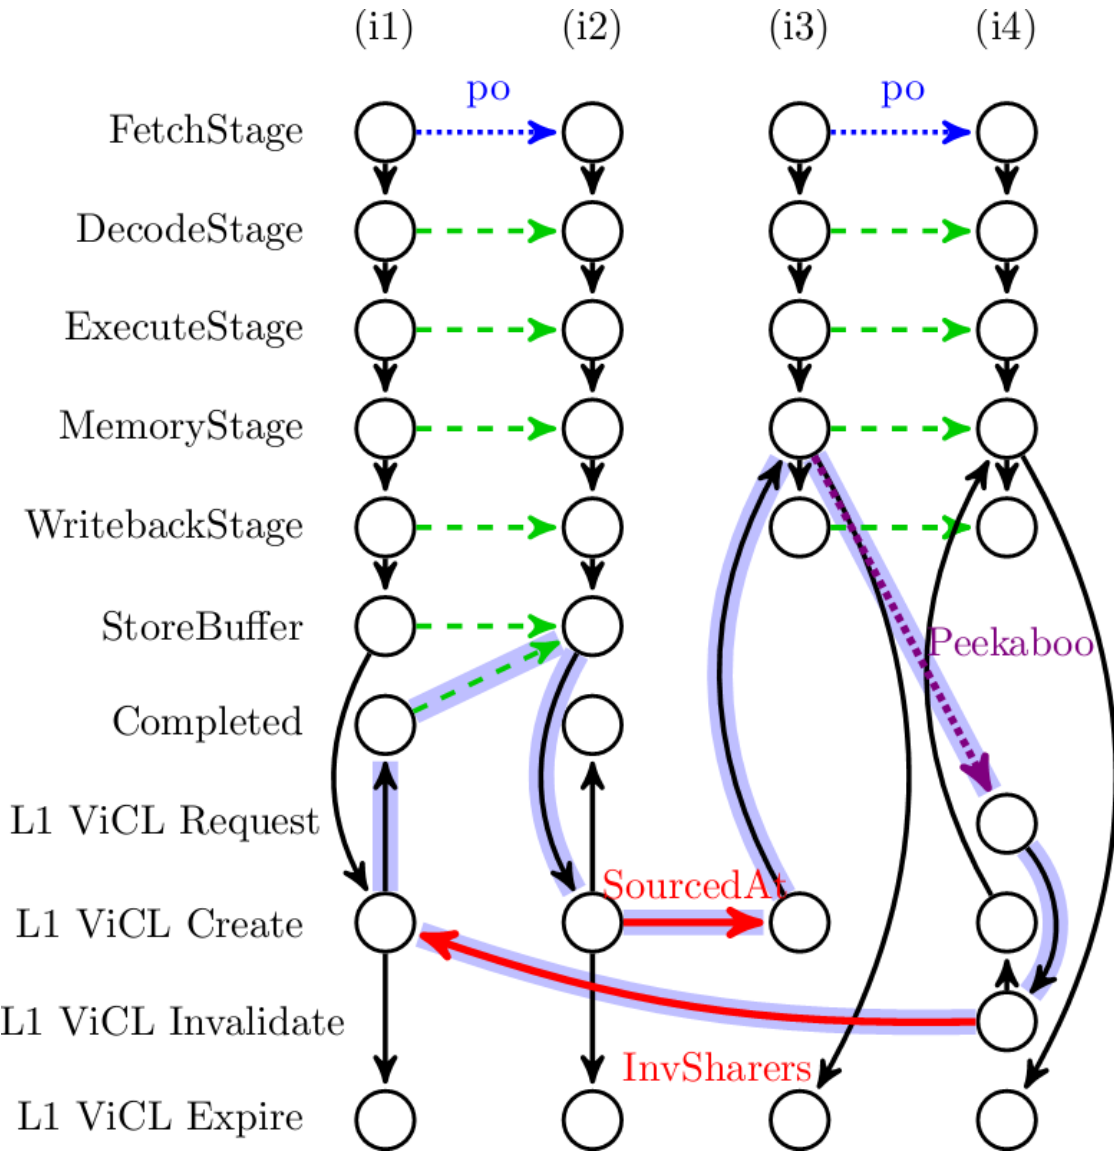 (i1) (i2) (i3) (i4)
po po
FetchStage
DecodeStage
ExecuteStage
MemoryStage
WritebackStage
StoreBuffer
Peekaboo
Completed
L1 ViCL Request
SourcedAt
L1 ViCL Create
L1 ViCL Invalidate
InvSharers
L1 ViCL Expire